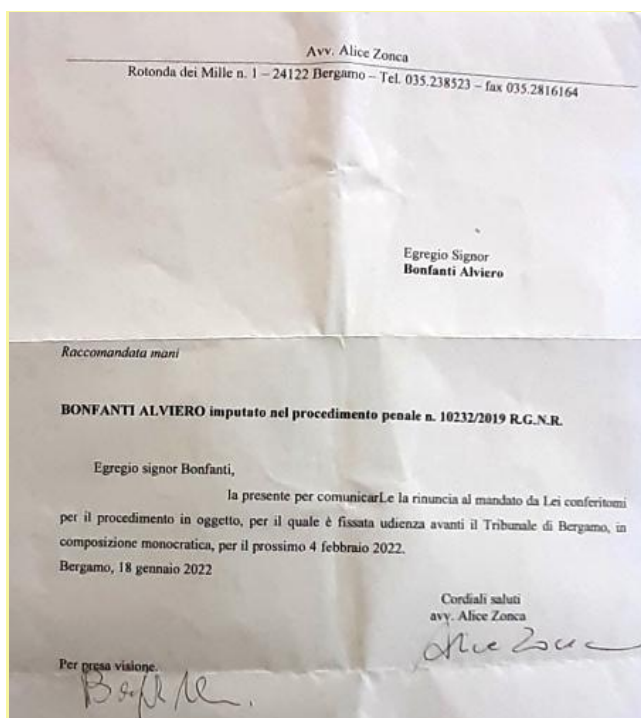 Avv. Alice Zonca
Rotonda dei Mille n. 1 – 24122 Bergamo – Tel. 035.238523 – fax 035.2816164
Egregio Signor
Bonfanti Alviero
Raccomandata mani
BONFANTI ALVIERO imputato nel procedimento penale n. 10232/2019 R.G.N.R.
Egregio signor Bonfanti,
la presente per comunicarLe la rinuncia al mandato da Lei conferitomi
per il procedimento in oggetto, per il quale è fissata udienza avanti il Tribunale di Bergamo, in
composizione monocratica, per il prossimo 4 febbraio 2022.
Bergamo, 18 gennaio 2022
Cordiali saluti
avv. Alice Zonca
Alice Zonca
Per presa visione.